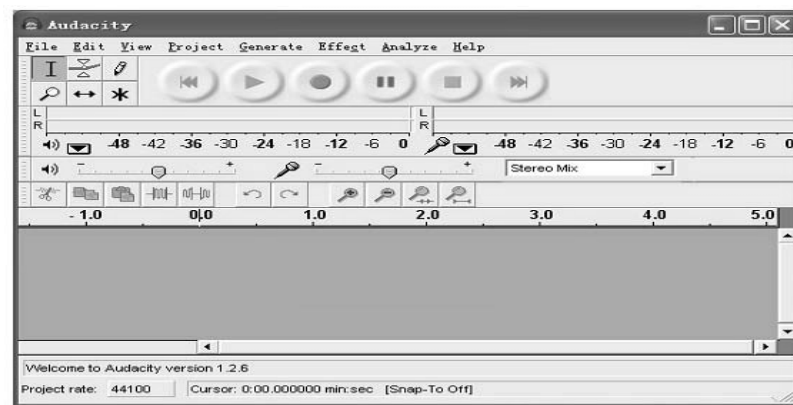 Audacity
File Edit View Project Generate Effect Analyze Help
L
R
L
R
-48 -42 -36 -30 -24 -18 -12 -6 0
-48 -42 -36 -30 -24 -18 -12 -6 0
- + - + Stereo Mix
- 1.0 0.0 1.0 2.0 3.0 4.0 5.0
Welcome to Audacity version 1.2.6
Project rate: 44100 Cursor: 0:00.000000 min:sec [Snap-To Off]